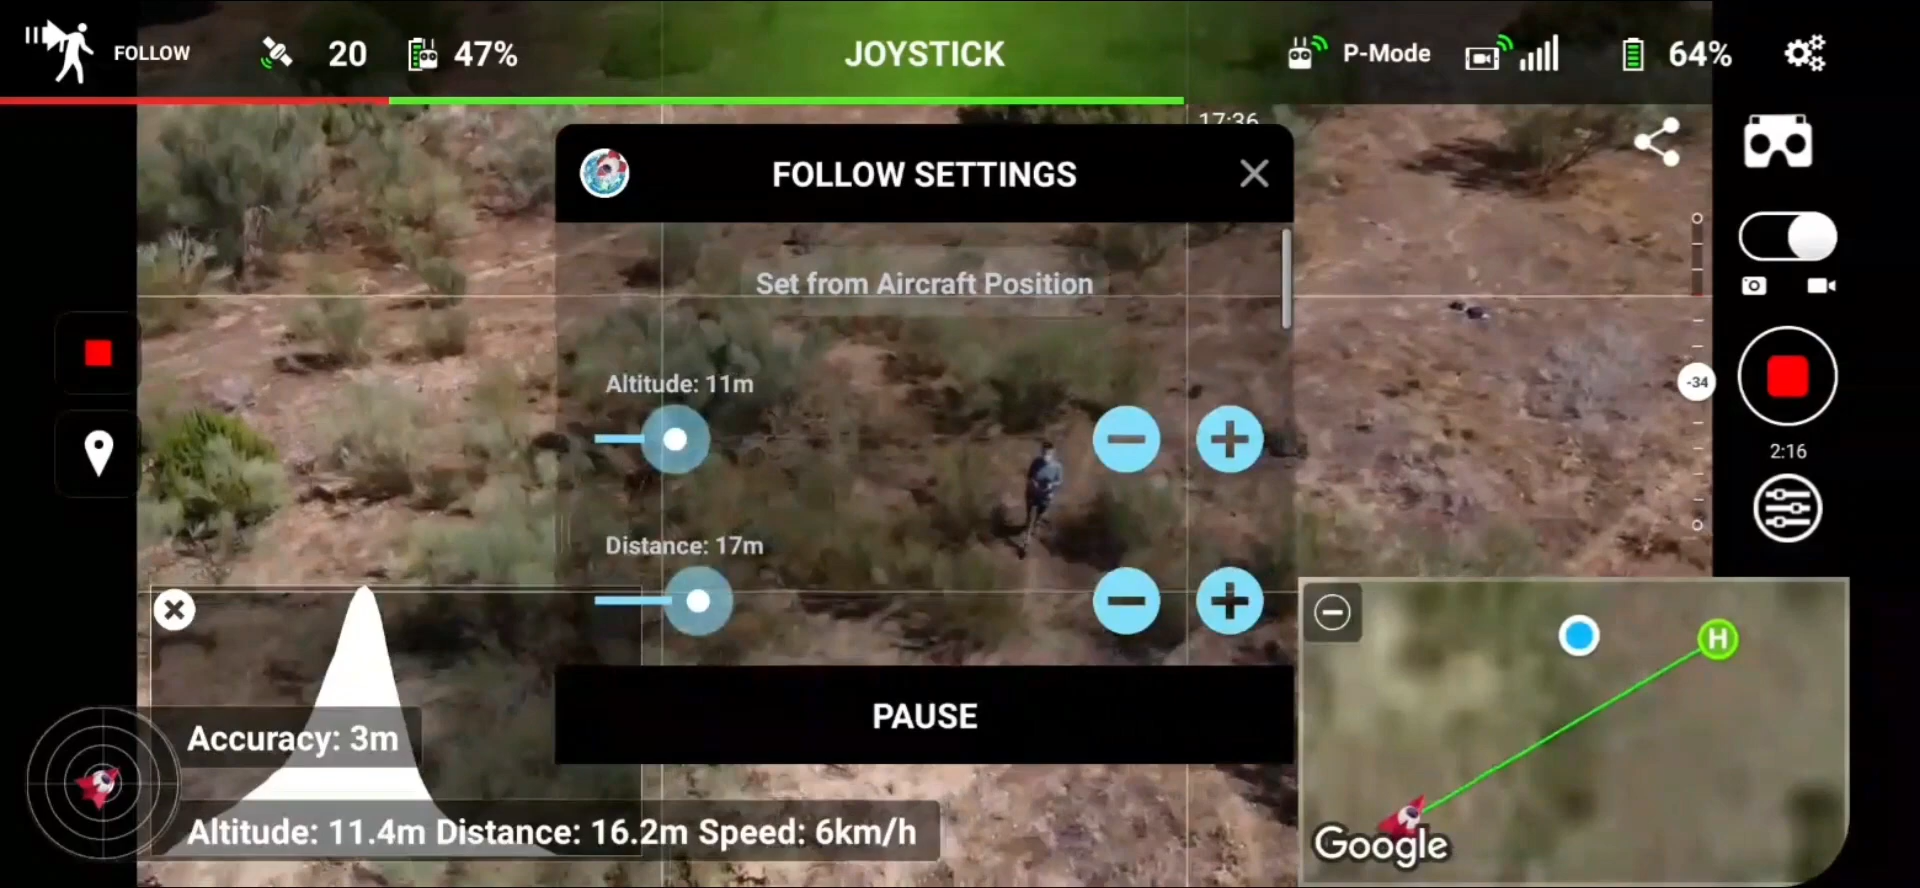 FOLLOW
20
47%
JOYSTICK
P-Mode
64%
17:36
FOLLOW SETTINGS
Set from Aircraft Position
Altitude: 11m
-34
2:16
Distance: 17m
H
PAUSE
Accuracy: 3m
Altitude: 11.4m Distance: 16.2m Speed: 6km/h
Google